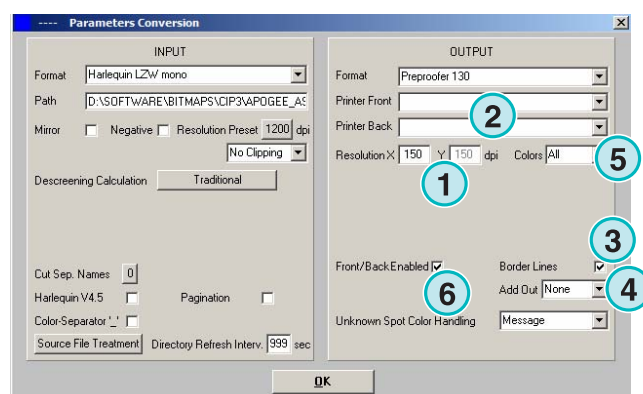 ---- Parameters Conversion
INPUT
Format Harlequin LZW mono
Path D:\SOFTWARE\BITMAPS\CIP3\APOGEE_AS
Mirror Negative Resolution Preset 1200 dpi
No Clipping
Descreening Calculation Traditional
Cut Sep. Names 0
Harlequin V4.5 Pagination
Color-Separator '_'
Source File Treatment Directory Refresh Interv. 999 sec
OUTPUT
Format Preproofer 130
Printer Front
2
Printer Back
Resolution X 150 Y 150 dpi Colors All 5
1
3
Front/Back Enabled Border Lines
6 Add Out None 4
Unknown Spot Color Handling Message
OK